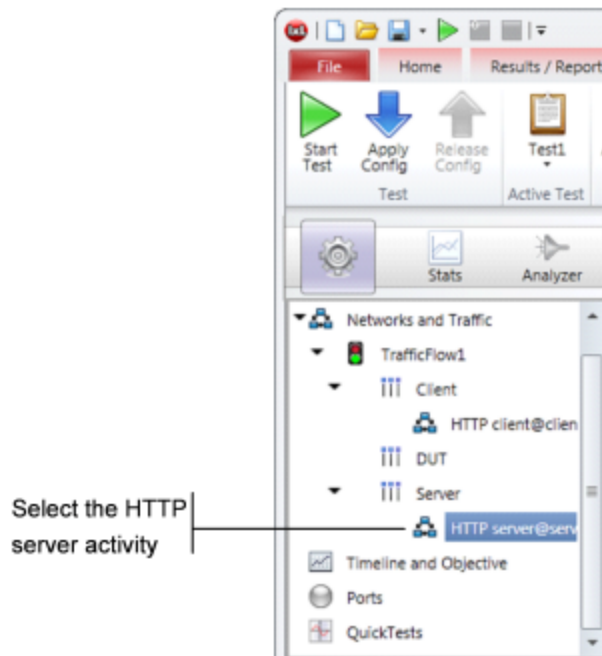 File Home Results / Report
Start Test Apply Config Release Config Test1
Test Active Test
Stats Analyzer
Networks and Traffic
TrafficFlow1
Client
HTTP client@clien
DUT
Server
Select the HTTP
server activity
HTTP server@serv
Timeline and Objective
Ports
QuickTests